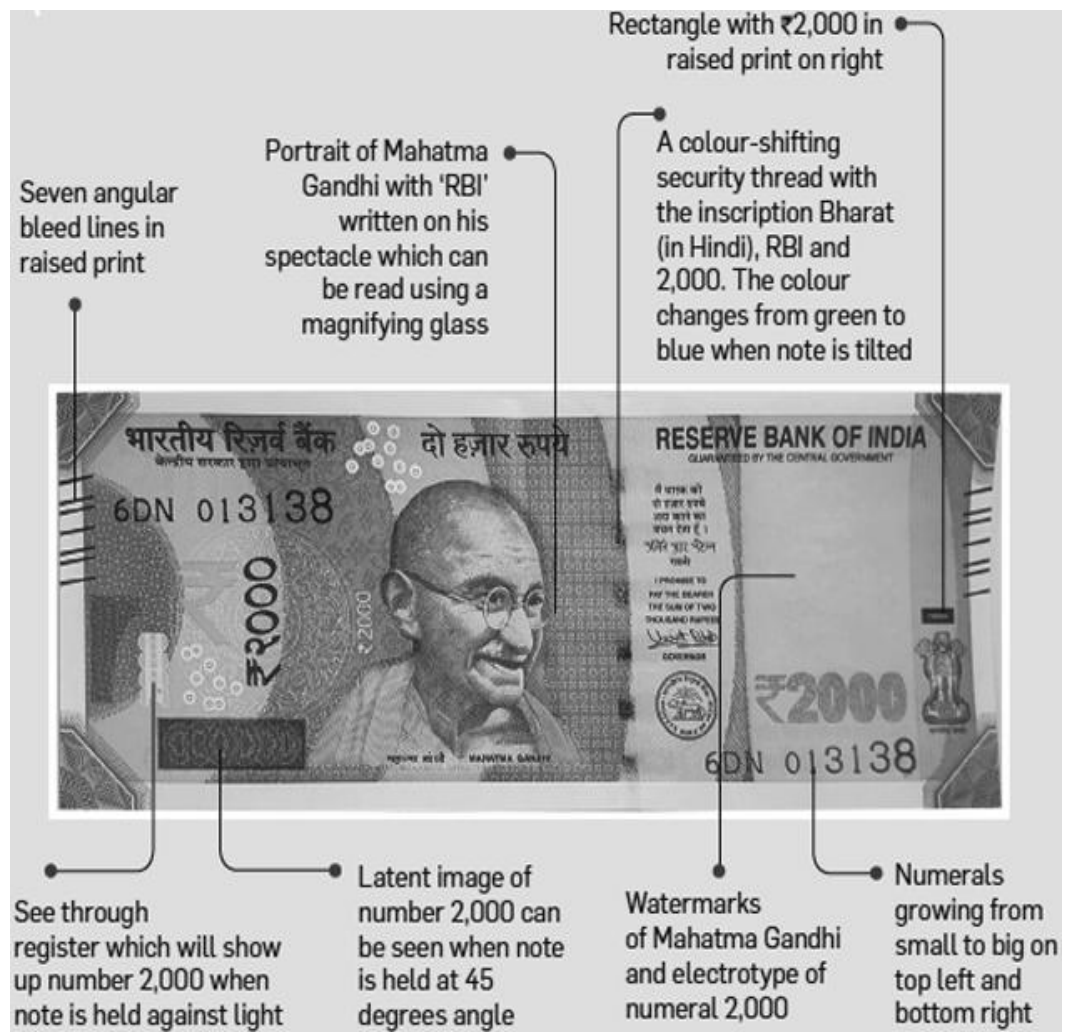 Rectangle with ₹2,000 in
raised print on right
A colour-shifting
security thread with
the inscription Bharat
(in Hindi), RBI and
2,000. The colour
changes from green to
blue when note is tilted
Portrait of Mahatma
Gandhi with ‘RBI’
written on his
spectacle which can
be read using a
magnifying glass
Seven angular
bleed lines in
raised print
भारतीय रिज़र्व बैंक
दो हज़ार रुपये
RESERVE BANK OF INDIA
GUARANTEED BY THE CENTRAL GOVERNMENT
6DN 013138
₹२०००
₹2000
I PROMISE TO
PAY THE BEARER
THE SUM OF TWO
THOUSAND RUPEES
GOVERNOR
₹2000
महात्मा गांधी MAHATMA GANDHI
6DN 013138
See through
register which will show
up number 2,000 when
note is held against light
Latent image of
number 2,000 can
be seen when note
is held at 45
degrees angle
Watermarks
of Mahatma Gandhi
and electrotype of
numeral 2,000
Numerals
growing from
small to big on
top left and
bottom right